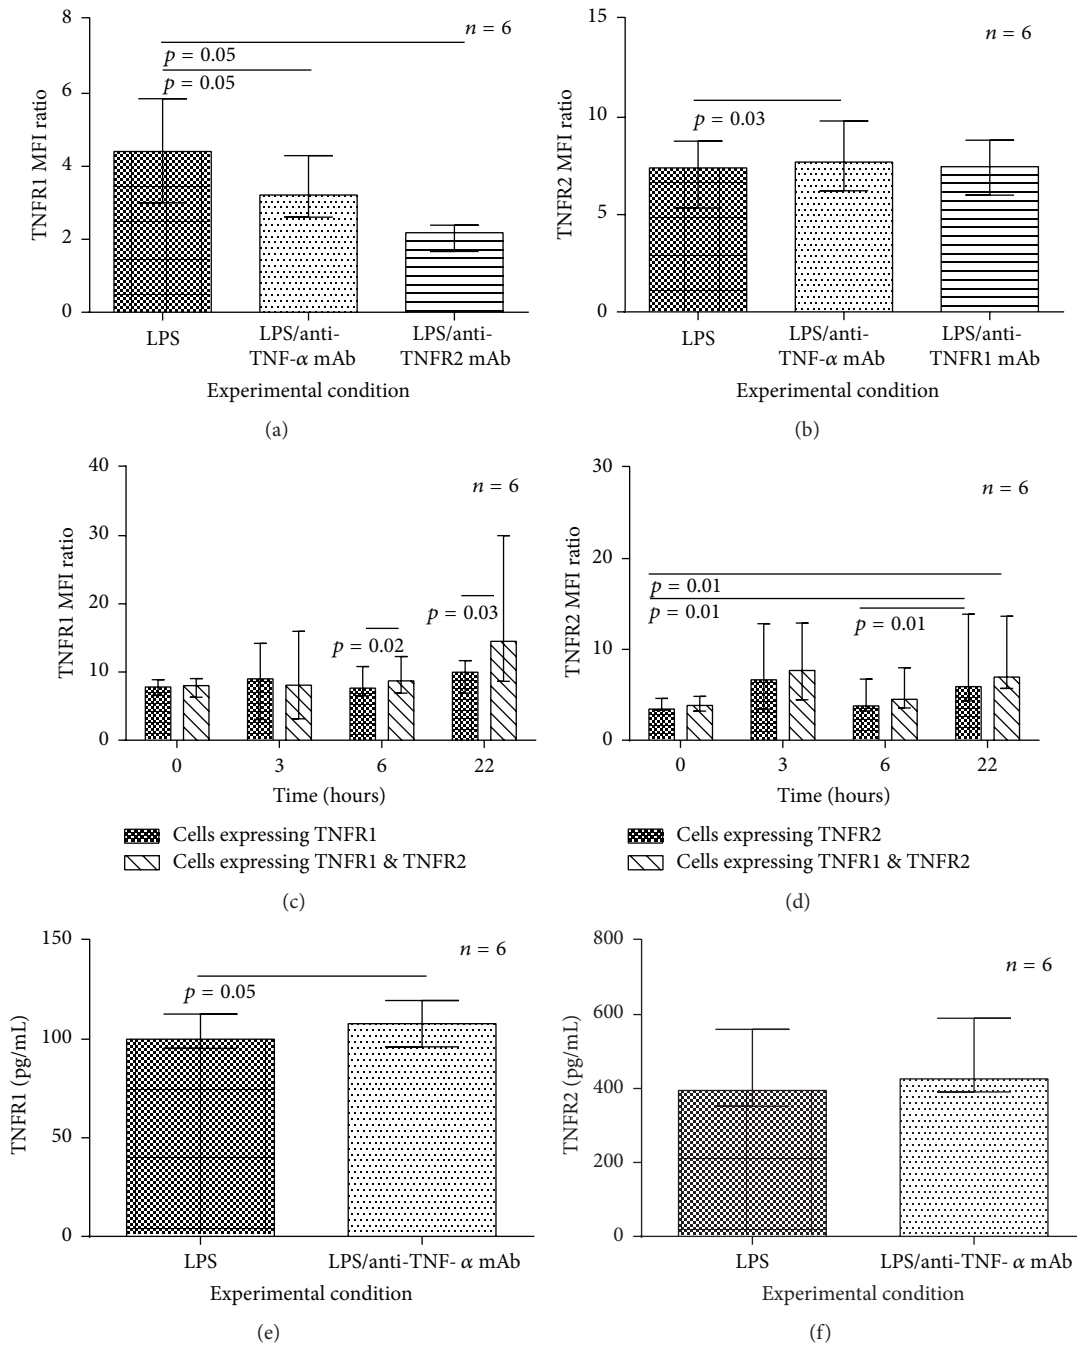 8
6
4
2
0
TNFR1 MFI ratio
n = 6
p = 0.05
p = 0.05
LPS
LPS/anti-
TNF-α mAb
LPS/anti-
TNFR2 mAb
Experimental condition
(a)
15
10
5
0
TNFR2 MFI ratio
n = 6
p = 0.03
LPS
LPS/anti-
TNF-α mAb
LPS/anti-
TNFR1 mAb
Experimental condition
(b)
40
30
20
10
0
TNFR1 MFI ratio
n = 6
p = 0.02
p = 0.03
0 3 6 22
Time (hours)
Cells expressing TNFR1
Cells expressing TNFR1 & TNFR2
(c)
30
20
10
0
TNFR2 MFI ratio
n = 6
p = 0.01
p = 0.01
p = 0.01
0 3 6 22
Time (hours)
Cells expressing TNFR2
Cells expressing TNFR1 & TNFR2
(d)
150
100
50
0
TNFR1 (pg/mL)
n = 6
p = 0.05
LPS
LPS/anti-TNF- α mAb
Experimental condition
(e)
800
600
400
200
0
TNFR2 (pg/mL)
n = 6
LPS
LPS/anti-TNF- α mAb
Experimental condition
(f)